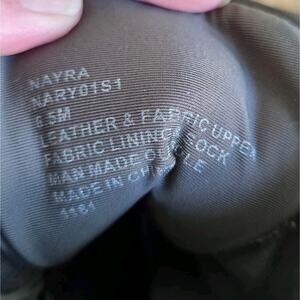 NAYRA
NARY01S1
5M
LEATHER & FABRIC UPPER
FABRIC LINING SOCK
MAN MADE
MADE IN CHINA
1161